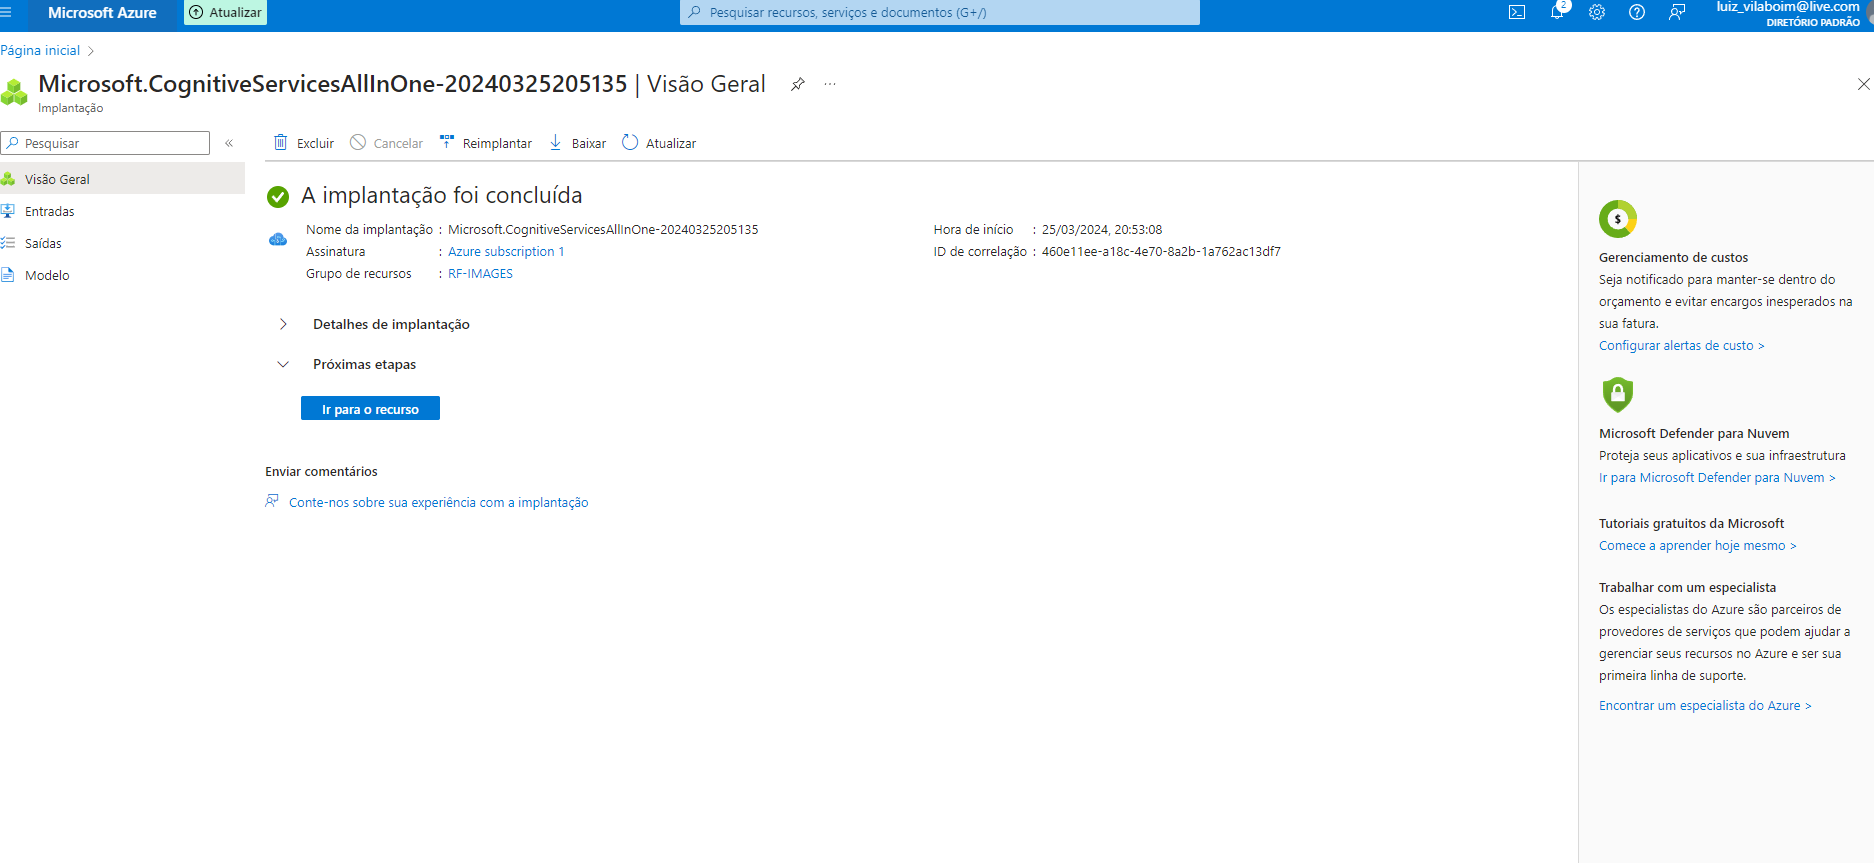 Microsoft Azure
Atualizar
Pesquisar recursos, serviços e documentos (G+/)
2
luiz_vilaboim@live.com
DIRETÓRIO PADRÃO
Página inicial
Microsoft.CognitiveServicesAllInOne-20240325205135 | Visão Geral
Implantação
Pesquisar
Visão Geral
Entradas
Saídas
Modelo
Excluir Cancelar Reimplantar Baixar Atualizar
A implantação foi concluída
Nome da implantação : Microsoft.CognitiveServicesAllInOne-20240325205135
Assinatura : Azure subscription 1
Grupo de recursos : RF-IMAGES
Hora de início : 25/03/2024, 20:53:08
ID de correlação : 460e11ee-a18c-4e70-8a2b-1a762ac13df7
Detalhes de implantação
Próximas etapas
Ir para o recurso
Enviar comentários
Conte-nos sobre sua experiência com a implantação
$
Gerenciamento de custos
Seja notificado para manter-se dentro do
orçamento e evitar encargos inesperados na
sua fatura.
Configurar alertas de custo >
Microsoft Defender para Nuvem
Proteja seus aplicativos e sua infraestrutura
Ir para Microsoft Defender para Nuvem >
Tutoriais gratuitos da Microsoft
Comece a aprender hoje mesmo >
Trabalhar com um especialista
Os especialistas do Azure são parceiros de
provedores de serviços que podem ajudar a
gerenciar seus recursos no Azure e ser sua
primeira linha de suporte.
Encontrar um especialista do Azure >